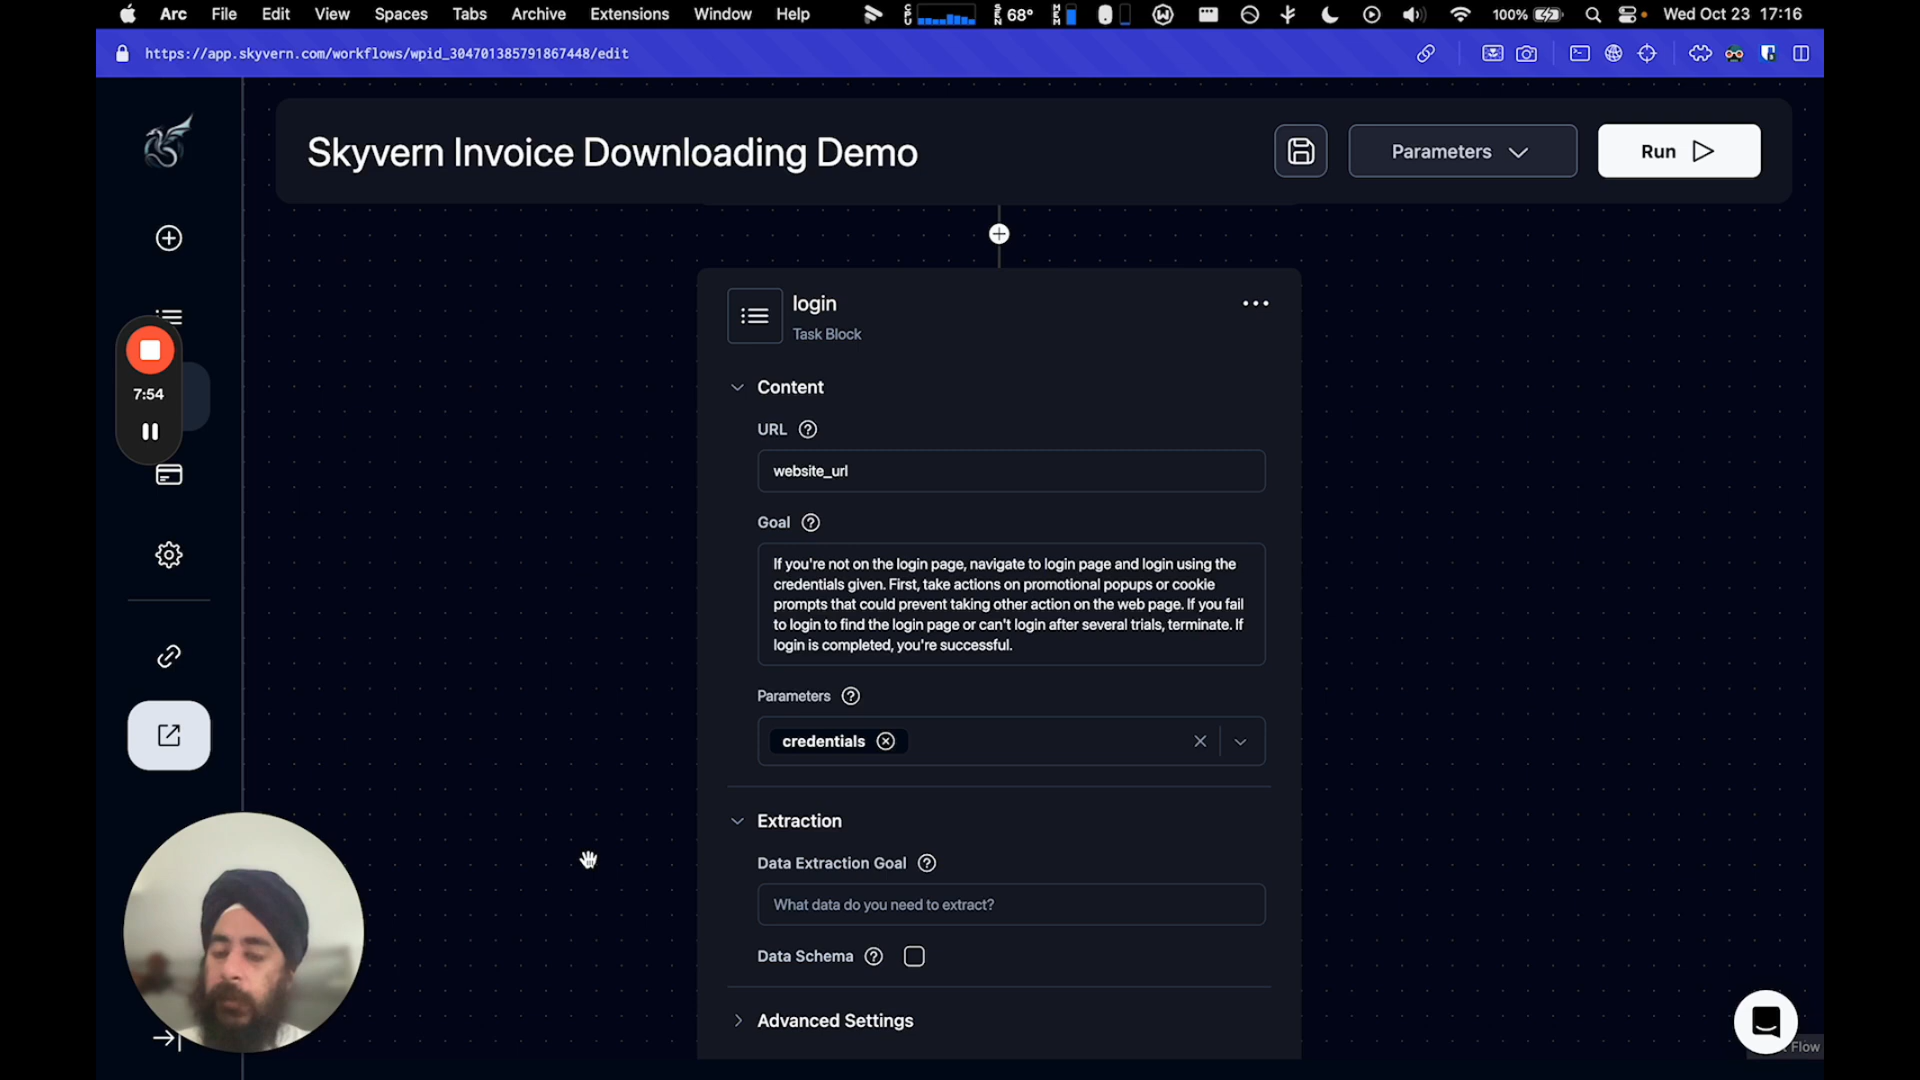 Arc File Edit View Spaces Tabs Archive Extensions Window Help
CPU SEN 68° MEM 100% Wed Oct 23 17:16
https://app.skyvern.com/workflows/wpid_304701385791867448/edit
Skyvern Invoice Downloading Demo
Parameters
Run
login
Task Block
7:54
Content
URL
website_url
Goal
If you're not on the login page, navigate to login page and login using the
credentials given. First, take actions on promotional popups or cookie
prompts that could prevent taking other action on the web page. If you fail
to login to find the login page or can't login after several trials, terminate. If
login is completed, you're successful.
Parameters
credentials
Extraction
Data Extraction Goal
What data do you need to extract?
Data Schema
Advanced Settings
Flow